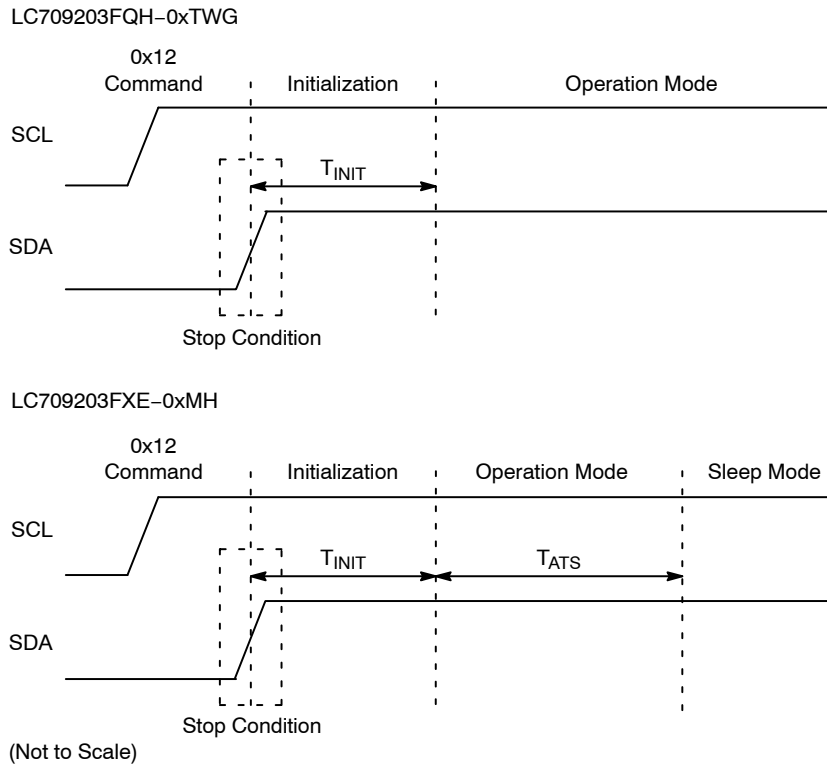 LC709203FQH−0xTWG
0x12
Command Initialization Operation Mode
SCL
TINIT
SDA
Stop Condition
LC709203FXE−0xMH
0x12
Command Initialization Operation Mode Sleep Mode
SCL
TINIT TATS
SDA
Stop Condition
(Not to Scale)